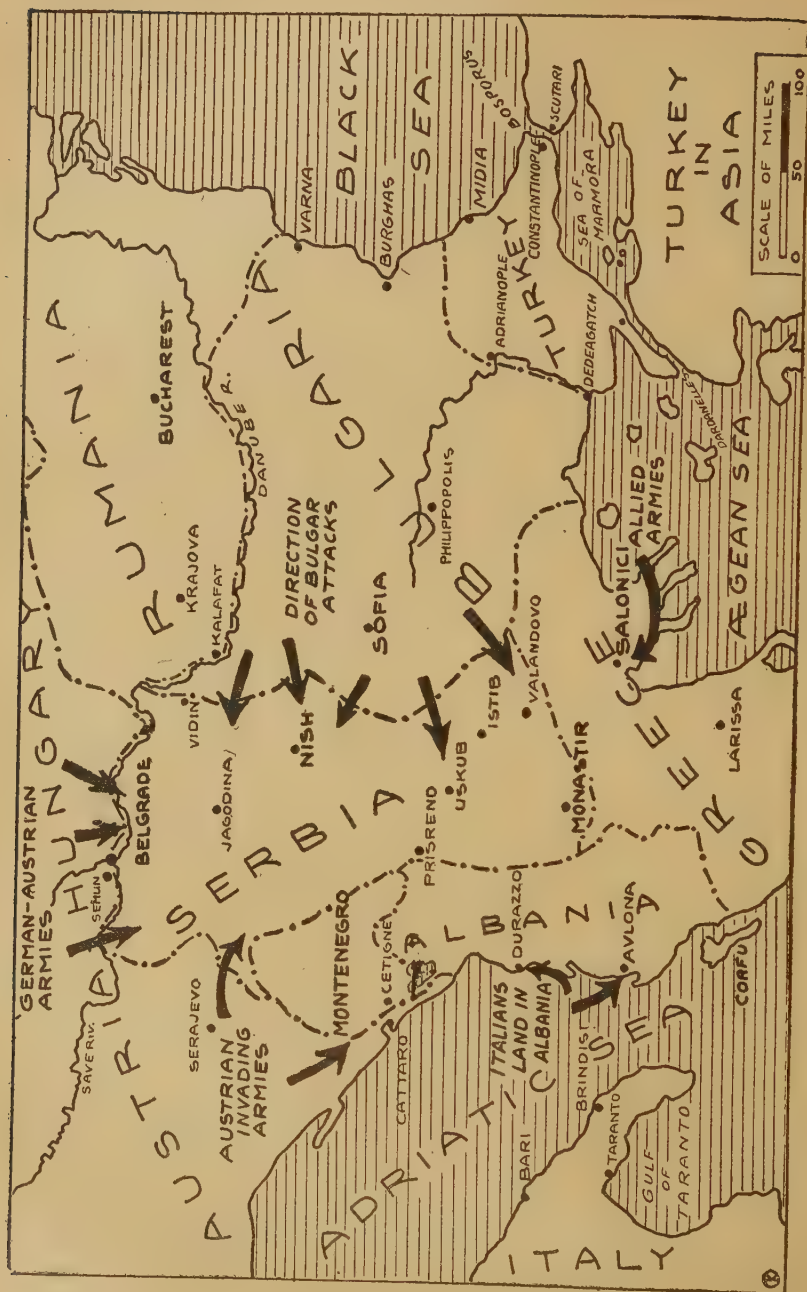 AUSTRIA HUNGARY
GERMAN-AUSTRIAN
ARMIES
SAVE RIV.
SEMLIN
BELGRADE
RUMANIA
BUCHAREST
KRAJOVA
KALAFAT
DANUBE R.
VIDIN
JAGODINA
SERBIA
SERAJEVO
AUSTRIAN
INVADING
ARMIES
DIRECTION
OF BULGAR
ATTACKS
NISH
SOFIA
BULGARIA
VARNA
BLACK
SEA
BURGHAS
PHILIPPOPOLIS
MONTENEGRO
CETIGNE
CATTARO
PRISREND
USKUB
ISTIB
VALANDOVO
ADRIANOPLE
MIDIA
BOSPORUS
TURKEY
CONSTANTINOPLE
SCUTARI
SEA OF
MARMORA
DEDEAGATCH
DARDANELLES
ALBANIA
DURAZZO
ITALIANS
LAND IN
ALBANIA
AVLONA
MONASTIR
GREECE
SALONICI
ALLIED
ARMIES
ÆGEAN SEA
LARISSA
CORFU
ADRIATIC SEA
BARI
BRINDISI
TARANTO
GULF
OF
TARANTO
ITALY
TURKEY
IN
ASIA
SCALE OF MILES
0 50 100